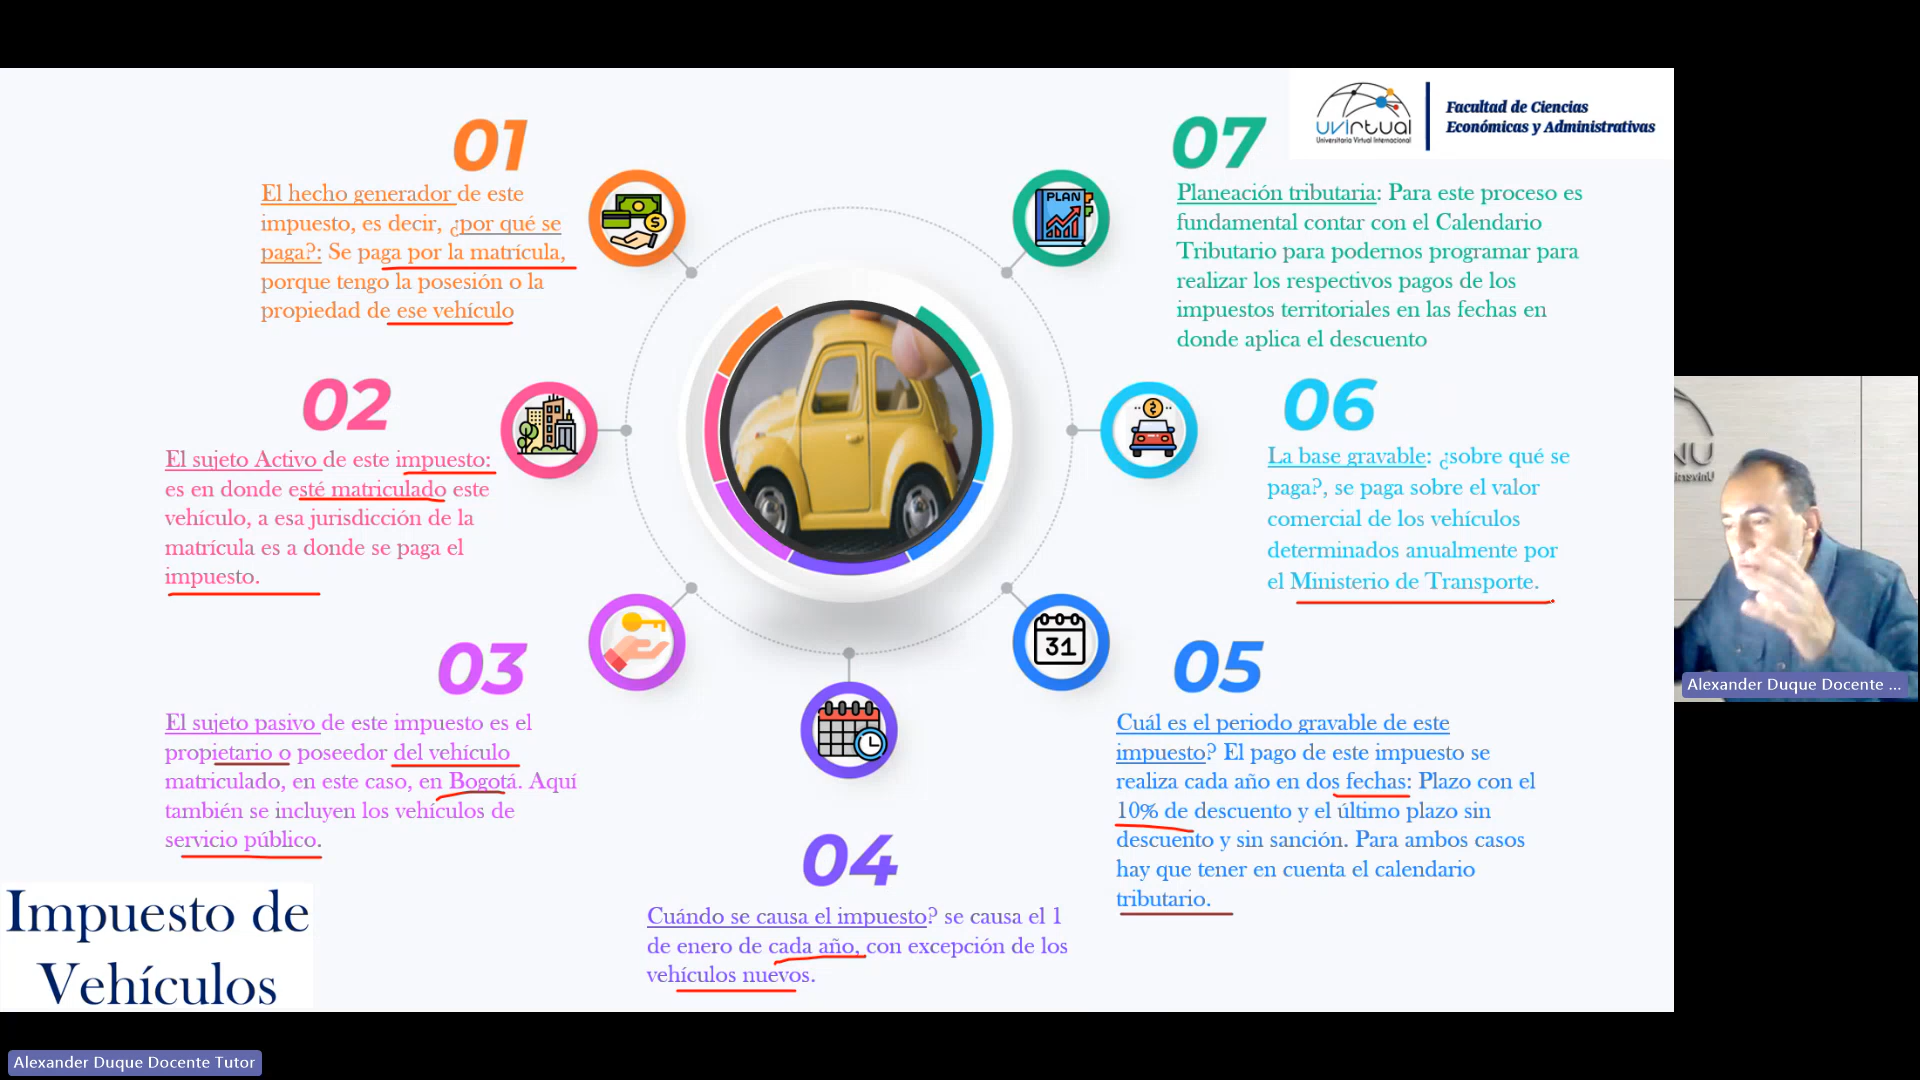 01
El hecho generador de este
impuesto, es decir, ¿por qué se
paga?: Se paga por la matrícula,
porque tengo la posesión o la
propiedad de ese vehículo
02
El sujeto Activo de este impuesto:
es en donde esté matriculado este
vehículo, a esa jurisdicción de la
matrícula es a donde se paga el
impuesto.
03
El sujeto pasivo de este impuesto es el
propietario o poseedor del vehículo
matriculado, en este caso, en Bogotá. Aquí
también se incluyen los vehículos de
servicio público.
04
Cuándo se causa el impuesto? se causa el 1
de enero de cada año, con excepción de los
vehículos nuevos.
31
05
Cuál es el periodo gravable de este
impuesto? El pago de este impuesto se
realiza cada año en dos fechas: Plazo con el
10% de descuento y el último plazo sin
descuento y sin sanción. Para ambos casos
hay que tener en cuenta el calendario
tributario.
06
La base gravable: ¿sobre qué se
paga?, se paga sobre el valor
comercial de los vehículos
determinados anualmente por
el Ministerio de Transporte.
PLAN
07
Planeación tributaria: Para este proceso es
fundamental contar con el Calendario
Tributario para podernos programar para
realizar los respectivos pagos de los
impuestos territoriales en las fechas en
donde aplica el descuento
uvirtual
Universitaria Virtual Internacional
Facultad de Ciencias
Económicas y Administrativas
Impuesto de
Vehículos
Alexander Duque Docente ...
Alexander Duque Docente Tutor